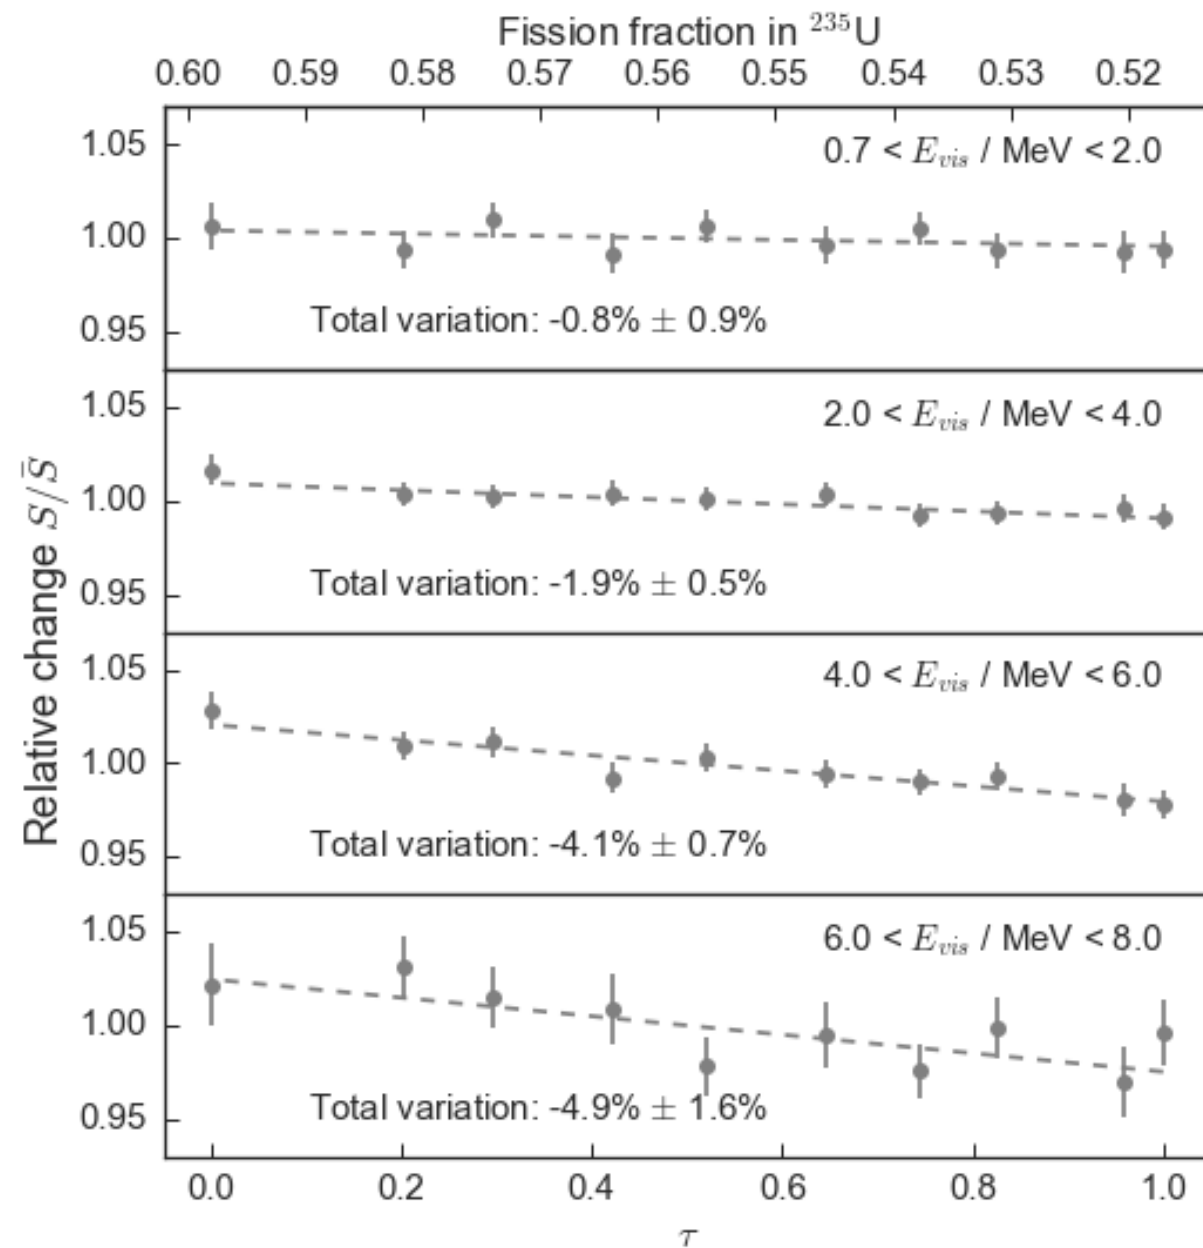 Fission fraction in ²³⁵U
0.60 0.59 0.58 0.57 0.56 0.55 0.54 0.53 0.52
1.05
0.7 < E_vis / MeV < 2.0
1.00
Total variation: -0.8% ± 0.9%
0.95
1.05
2.0 < E_vis / MeV < 4.0
1.00
Total variation: -1.9% ± 0.5%
0.95
Relative change S/S̄
1.05
4.0 < E_vis / MeV < 6.0
1.00
Total variation: -4.1% ± 0.7%
0.95
1.05
6.0 < E_vis / MeV < 8.0
1.00
Total variation: -4.9% ± 1.6%
0.95
0.0 0.2 0.4 0.6 0.8 1.0
τ